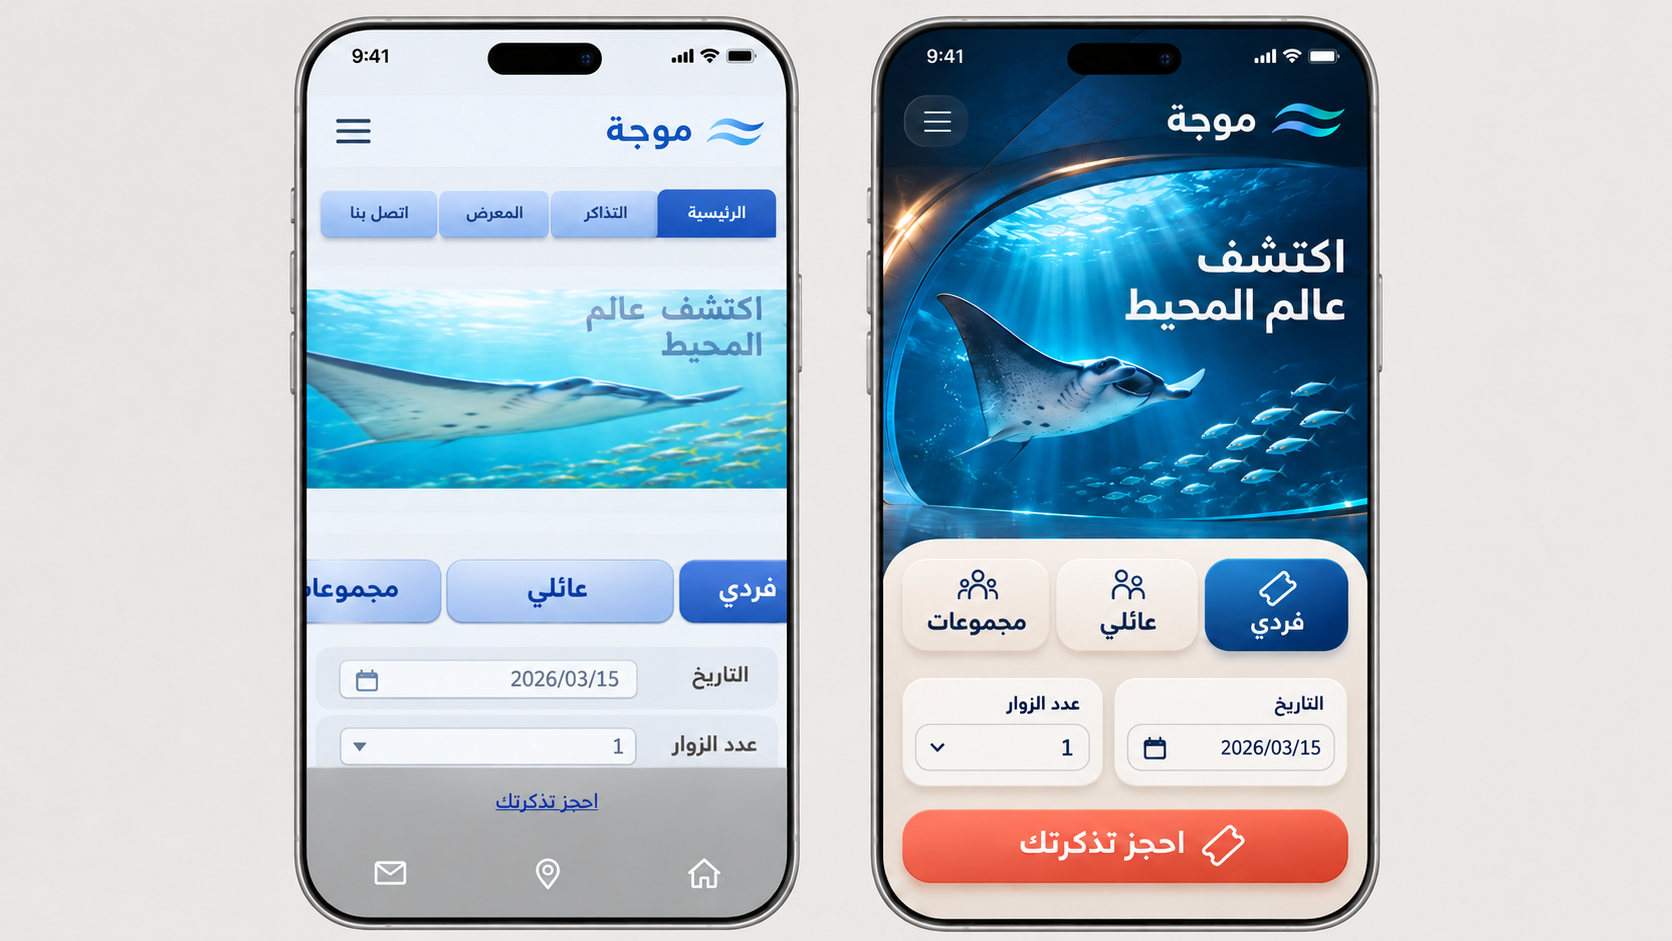 9:41
موجة
الرئيسية
التذاكر
المعرض
اتصل بنا
اكتشف عالم
المحيط
فردي
عائلي
مجموعات
التاريخ
2026/03/15
عدد الزوار
1
احجز تذكرتك
9:41
موجة
اكتشف
عالم المحيط
فردي
عائلي
مجموعات
التاريخ
2026/03/15
عدد الزوار
1
احجز تذكرتك